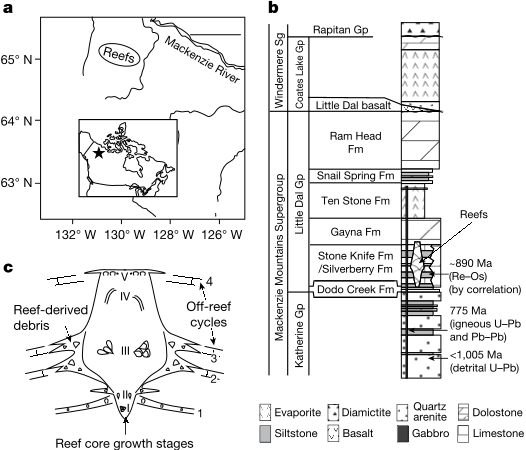 a
65° N
64° N
63° N
132° W
130° W
126° W
Reefs
Mackenzie River
b
Windermere Sg
Coates Lake Gp
Rapitan Gp
Little Dal basalt
Mackenzie Mountains Supergroup
Little Dal Gp
Katherine Gp
Ram Head
Fm
Snail Spring Fm
Ten Stone Fm
Gayna Fm
Stone Knife Fm
/Silverberry Fm
Dodo Creek Fm
Reefs
~890 Ma
(Re–Os)
(by correlation)
775 Ma
(igneous U–Pb
and Pb–Pb)
<1,005 Ma
(detrital U–Pb)
Evaporite
Diamictite
Quartz
arenite
Dolostone
Siltstone
Basalt
Gabbro
Limestone
c
V
IV
III
II
I
4
3
2
1
Reef-derived
debris
Off-reef
cycles
Reef core growth stages